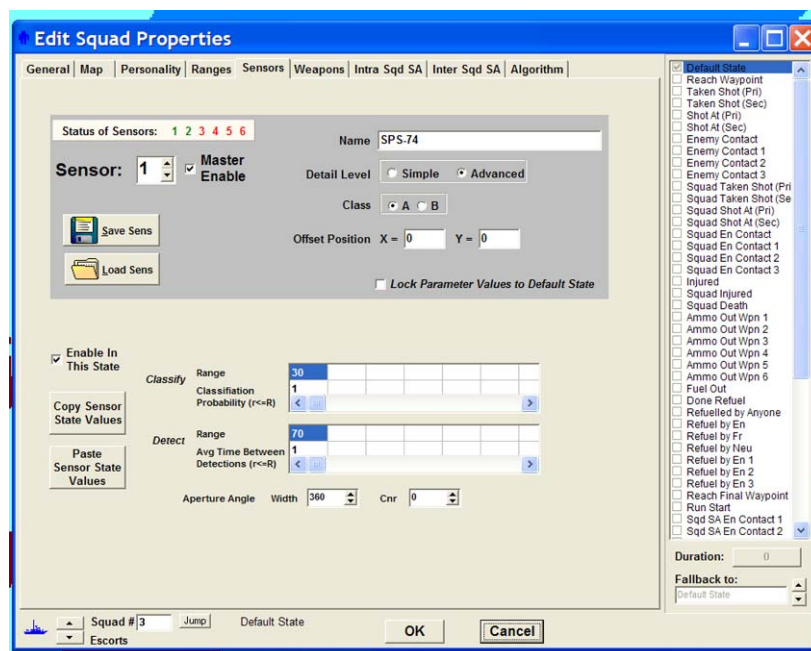 Edit Squad Properties
General Map Personality Ranges Sensors Weapons Intra Sqd SA Inter Sqd SA Algorithm
Status of Sensors: 1 2 3 4 5 6
Sensor: 1 Master Enable
Save Sens
Load Sens
Name SPS-74
Detail Level Simple Advanced
Class A B
Offset Position X = 0 Y = 0
Lock Parameter Values to Default State
Enable In
This State
Copy Sensor
State Values
Paste
Sensor State
Values
Classify
Range 30
Classifiation 1
Probability (r<=R)
Detect
Range 70
Avg Time Between 1
Detections (r<=R)
Aperture Angle Width 360 Cnr 0
Default State
Reach Waypoint
Taken Shot (Pri)
Taken Shot (Sec)
Shot At (Pri)
Shot At (Sec)
Enemy Contact
Enemy Contact 1
Enemy Contact 2
Enemy Contact 3
Squad Taken Shot (Pri
Squad Taken Shot (Se
Squad Shot At (Pri)
Squad Shot At (Sec)
Squad En Contact
Squad En Contact 1
Squad En Contact 2
Squad En Contact 3
Injured
Squad Injured
Squad Death
Ammo Out Wpn 1
Ammo Out Wpn 2
Ammo Out Wpn 3
Ammo Out Wpn 4
Ammo Out Wpn 5
Ammo Out Wpn 6
Fuel Out
Done Refuel
Refuelled by Anyone
Refuel by En
Refuel by Fr
Refuel by Neu
Refuel by En 1
Refuel by En 2
Refuel by En 3
Reach Final Waypoint
Run Start
Sqd SA En Contact 1
Sqd SA En Contact 2
Duration: 0
Fallback to:
Default State
Squad # 3 Jump Default State
Escorts
OK Cancel